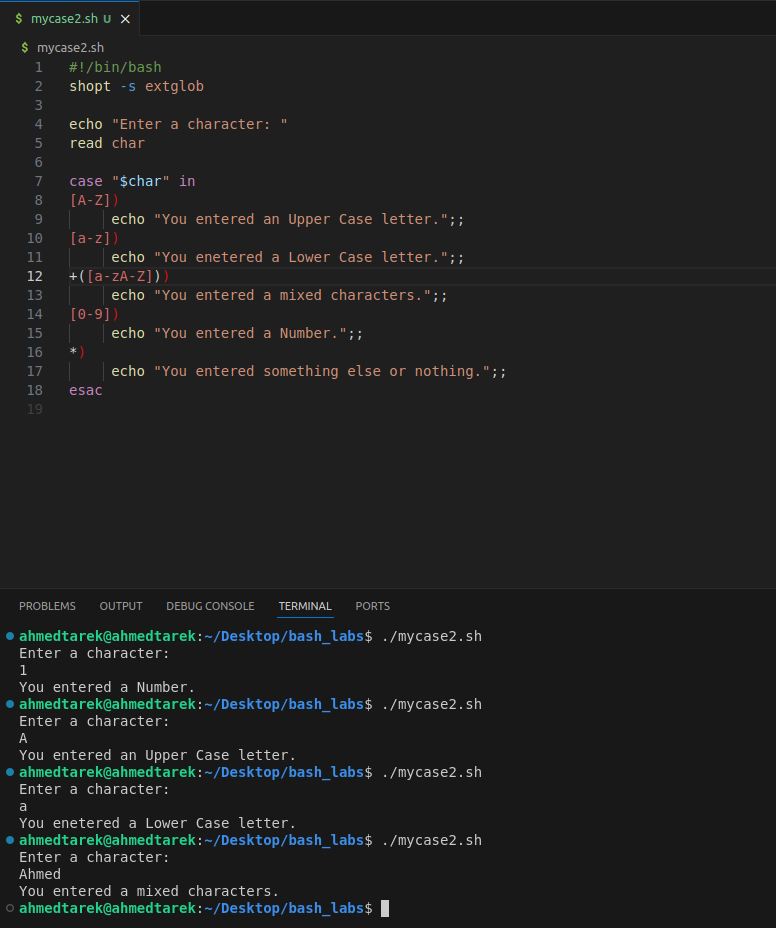 $ mycase2.sh U ×
$ mycase2.sh
1 #!/bin/bash
2 shopt -s extglob
3
4 echo "Enter a character: "
5 read char
6
7 case "$char" in
8 [A-Z])
9 echo "You entered an Upper Case letter.";;
10 [a-z])
11 echo "You enetered a Lower Case letter.";;
12 +([a-zA-Z]))
13 echo "You entered a mixed characters.";;
14 [0-9])
15 echo "You entered a Number.";;
16 *)
17 echo "You entered something else or nothing.";;
18 esac
19
PROBLEMS OUTPUT DEBUG CONSOLE TERMINAL PORTS
ahmedtarek@ahmedtarek:~/Desktop/bash_labs$ ./mycase2.sh
Enter a character:
1
You entered a Number.
ahmedtarek@ahmedtarek:~/Desktop/bash_labs$ ./mycase2.sh
Enter a character:
A
You entered an Upper Case letter.
ahmedtarek@ahmedtarek:~/Desktop/bash_labs$ ./mycase2.sh
Enter a character:
a
You enetered a Lower Case letter.
ahmedtarek@ahmedtarek:~/Desktop/bash_labs$ ./mycase2.sh
Enter a character:
Ahmed
You entered a mixed characters.
ahmedtarek@ahmedtarek:~/Desktop/bash_labs$